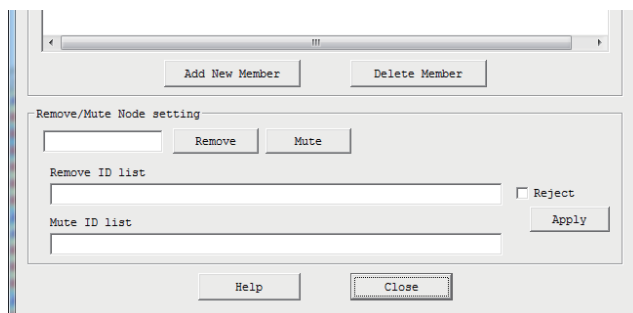 Add New Member Delete Member
Remove/Mute Node setting
Remove Mute
Remove ID list
Reject
Mute ID list
Apply
Help Close